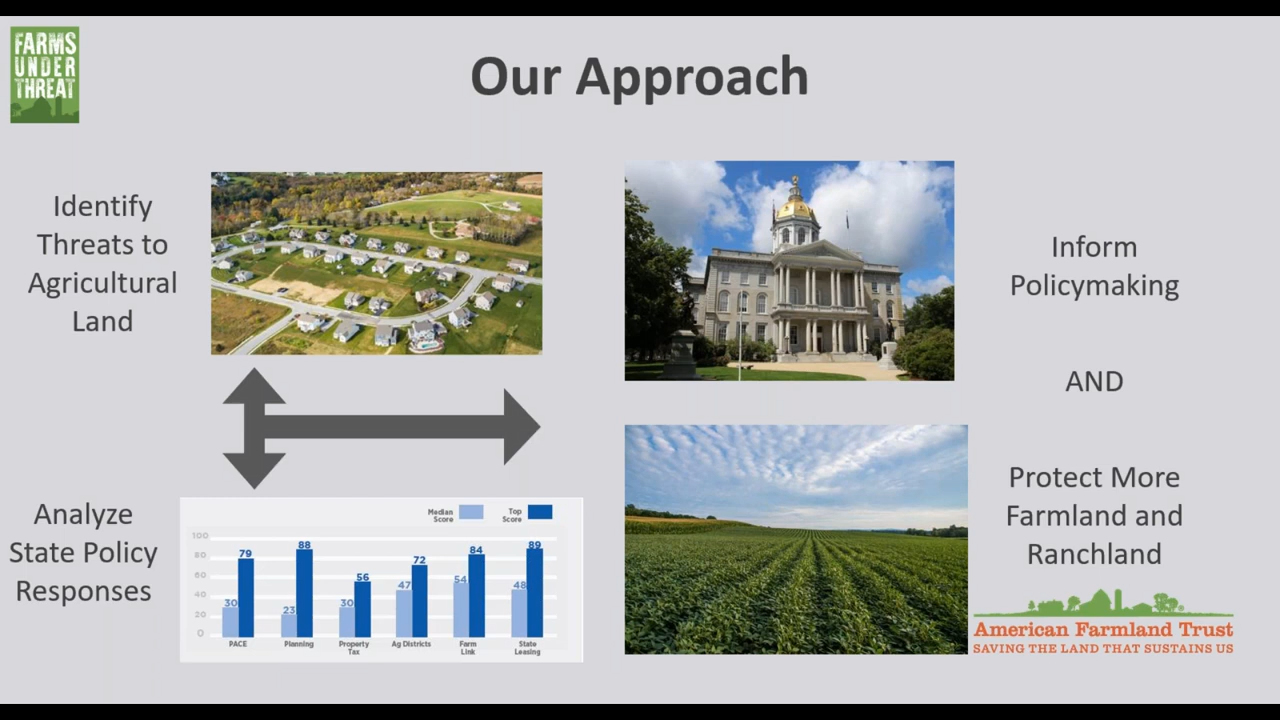 FARMS
UNDER
THREAT
Our Approach
Identify
Threats to
Agricultural
Land
Inform
Policymaking
AND
Analyze
State Policy
Responses
Median
Score
Top
Score
100
80
60
40
20
0
30
79
23
88
30
56
47
72
54
84
48
89
PACE
Planning
Property
Tax
Ag Districts
Farm
Link
State
Leasing
Protect More
Farmland and
Ranchland
American Farmland Trust
SAVING THE LAND THAT SUSTAINS US